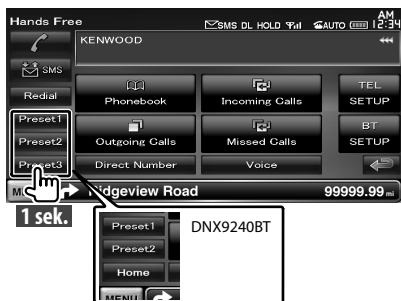 Hands Free SMS DL HOLD AUTO AM 12:34
KENWOOD
SMS
Redial
Phonebook Incoming Calls TEL SETUP
Preset1
Preset2
Preset3
Outgoing Calls Missed Calls BT SETUP
Direct Number Voice
Ridgeview Road 99999.99 mi
1 sek.
Preset1
Preset2
Home
MENU
DNX9240BT